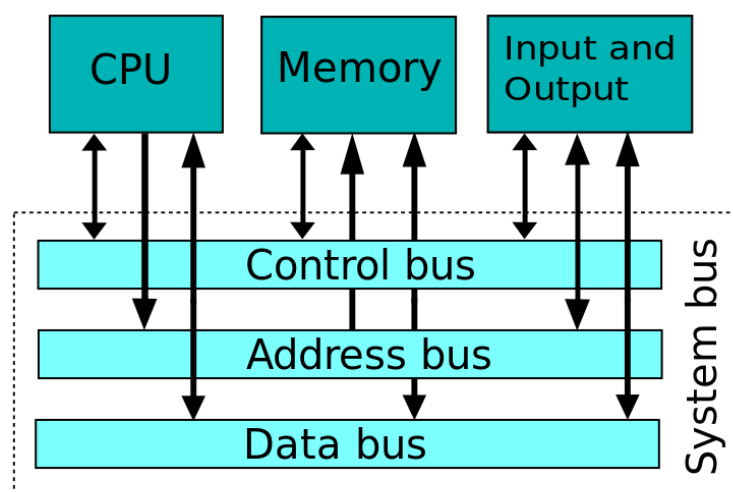 CPU
Memory
Input and
Output
Control bus
Address bus
Data bus
System bus